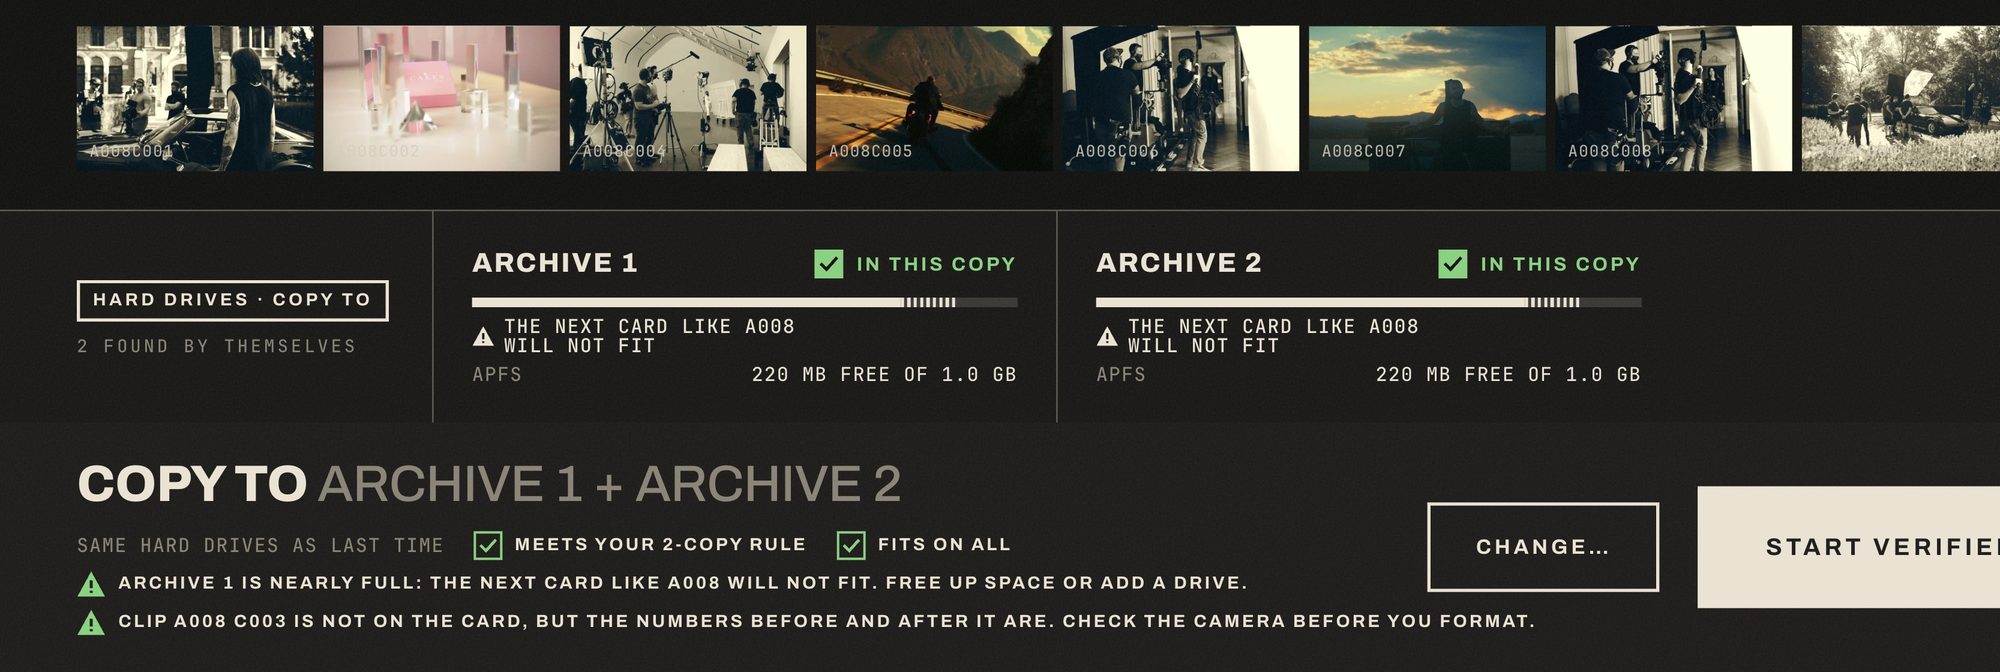 A008C001
A008C002
A008C004
A008C005
A008C006
A008C007
A008C008
HARD DRIVES · COPY TO
2 FOUND BY THEMSELVES
ARCHIVE 1
IN THIS COPY
THE NEXT CARD LIKE A008
WILL NOT FIT
APFS
220 MB FREE OF 1.0 GB
ARCHIVE 2
IN THIS COPY
THE NEXT CARD LIKE A008
WILL NOT FIT
APFS
220 MB FREE OF 1.0 GB
COPY TO ARCHIVE 1 + ARCHIVE 2
SAME HARD DRIVES AS LAST TIME
MEETS YOUR 2-COPY RULE
FITS ON ALL
ARCHIVE 1 IS NEARLY FULL: THE NEXT CARD LIKE A008 WILL NOT FIT. FREE UP SPACE OR ADD A DRIVE.
CLIP A008 C003 IS NOT ON THE CARD, BUT THE NUMBERS BEFORE AND AFTER IT ARE. CHECK THE CAMERA BEFORE YOU FORMAT.
CHANGE…
START